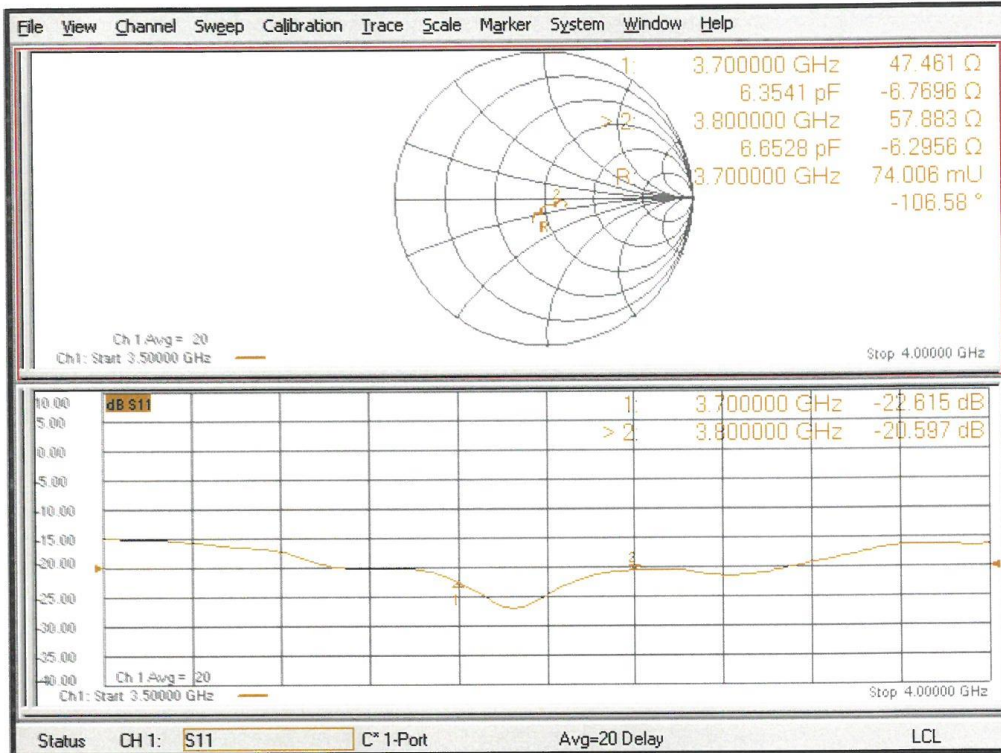 File View Channel Sweep Calibration Trace Scale Marker System Window Help
1: 3.700000 GHz 47.461 Ω
6.3541 pF -6.7696 Ω
> 2: 3.800000 GHz 57.883 Ω
6.6528 pF -6.2956 Ω
R: 3.700000 GHz 74.006 mU
-106.58 °
2
R
Ch 1 Avg = 20
Ch1: Start 3.50000 GHz Stop 4.00000 GHz
10.00 dB S11 1: 3.700000 GHz -22.615 dB
5.00 > 2: 3.800000 GHz -20.597 dB
0.00
-5.00
-10.00
-15.00
-20.00
-25.00 1
-30.00
-35.00
-40.00 Ch 1 Avg = 20
Ch1: Start 3.50000 GHz Stop 4.00000 GHz
Status CH 1: S11 C* 1-Port Avg=20 Delay LCL